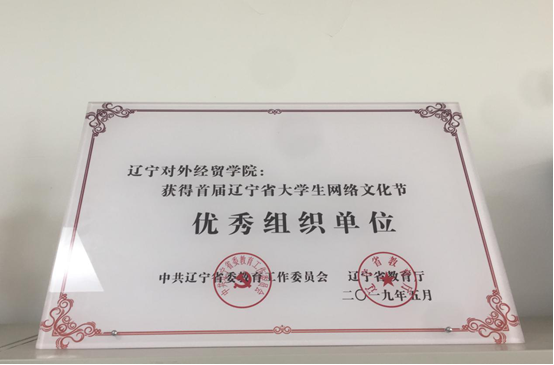 辽宁对外经贸学院：
获得首届辽宁省大学生网络文化节
优秀组织单位
中共辽宁省委教育工作委员会 辽宁省教育厅
二〇一九年五月